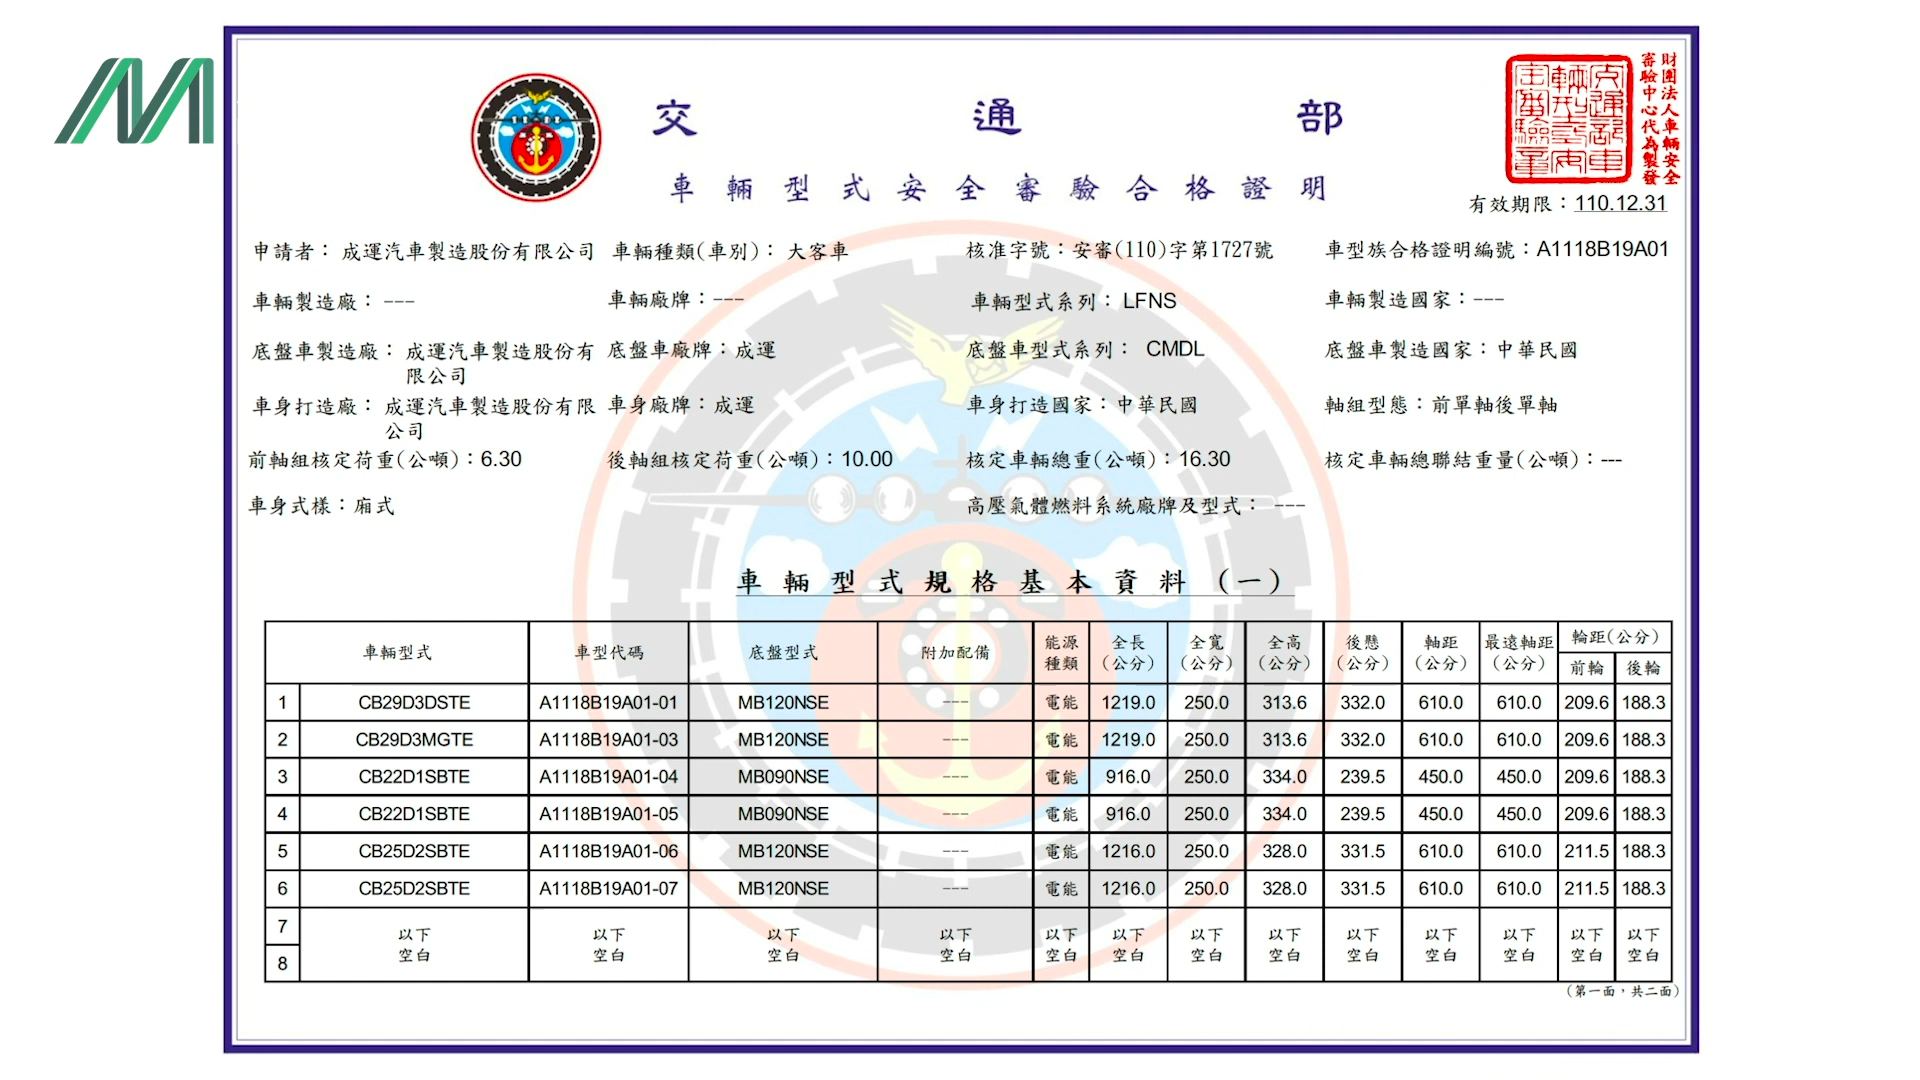 交通部
車輛型式安全審驗合格證明
財團法人車輛安全
審驗中心代為製發
有效期限：110.12.31
申請者：成運汽車製造股份有限公司 車輛種類(車別)：大客車 核准字號：安審(110)字第1727號 車型族合格證明編號：A1118B19A01
車輛製造廠：--- 車輛廠牌：--- 車輛型式系列：LFNS 車輛製造國家：---
底盤車製造廠：成運汽車製造股份有 底盤車廠牌：成運 底盤車型式系列： CMDL 底盤車製造國家：中華民國
限公司
車身打造廠：成運汽車製造股份有限 車身廠牌：成運 車身打造國家：中華民國 軸組型態：前單軸後單軸
公司
前軸組核定荷重(公噸)：6.30 後軸組核定荷重(公噸)：10.00 核定車輛總重(公噸)：16.30 核定車輛總聯結重量(公噸)：---
車身式樣：廂式 高壓氣體燃料系統廠牌及型式： ---
車輛型式規格基本資料(一)
車輛型式 車型代碼 底盤型式 附加配備 能源種類 全長(公分) 全寬(公分) 全高(公分) 後懸(公分) 軸距(公分) 最遠軸距(公分) 輪距(公分)
前輪 後輪
1 CB29D3DSTE A1118B19A01-01 MB120NSE --- 電能 1219.0 250.0 313.6 332.0 610.0 610.0 209.6 188.3
2 CB29D3MGTE A1118B19A01-03 MB120NSE --- 電能 1219.0 250.0 313.6 332.0 610.0 610.0 209.6 188.3
3 CB22D1SBTE A1118B19A01-04 MB090NSE --- 電能 916.0 250.0 334.0 239.5 450.0 450.0 209.6 188.3
4 CB22D1SBTE A1118B19A01-05 MB090NSE --- 電能 916.0 250.0 334.0 239.5 450.0 450.0 209.6 188.3
5 CB25D2SBTE A1118B19A01-06 MB120NSE --- 電能 1216.0 250.0 328.0 331.5 610.0 610.0 211.5 188.3
6 CB25D2SBTE A1118B19A01-07 MB120NSE --- 電能 1216.0 250.0 328.0 331.5 610.0 610.0 211.5 188.3
7 以下 以下 以下 以下 以下 以下 以下 以下 以下 以下 以下 以下 以下
8 空白 空白 空白 空白 空白 空白 空白 空白 空白 空白 空白 空白 空白
(第一面，共二面)